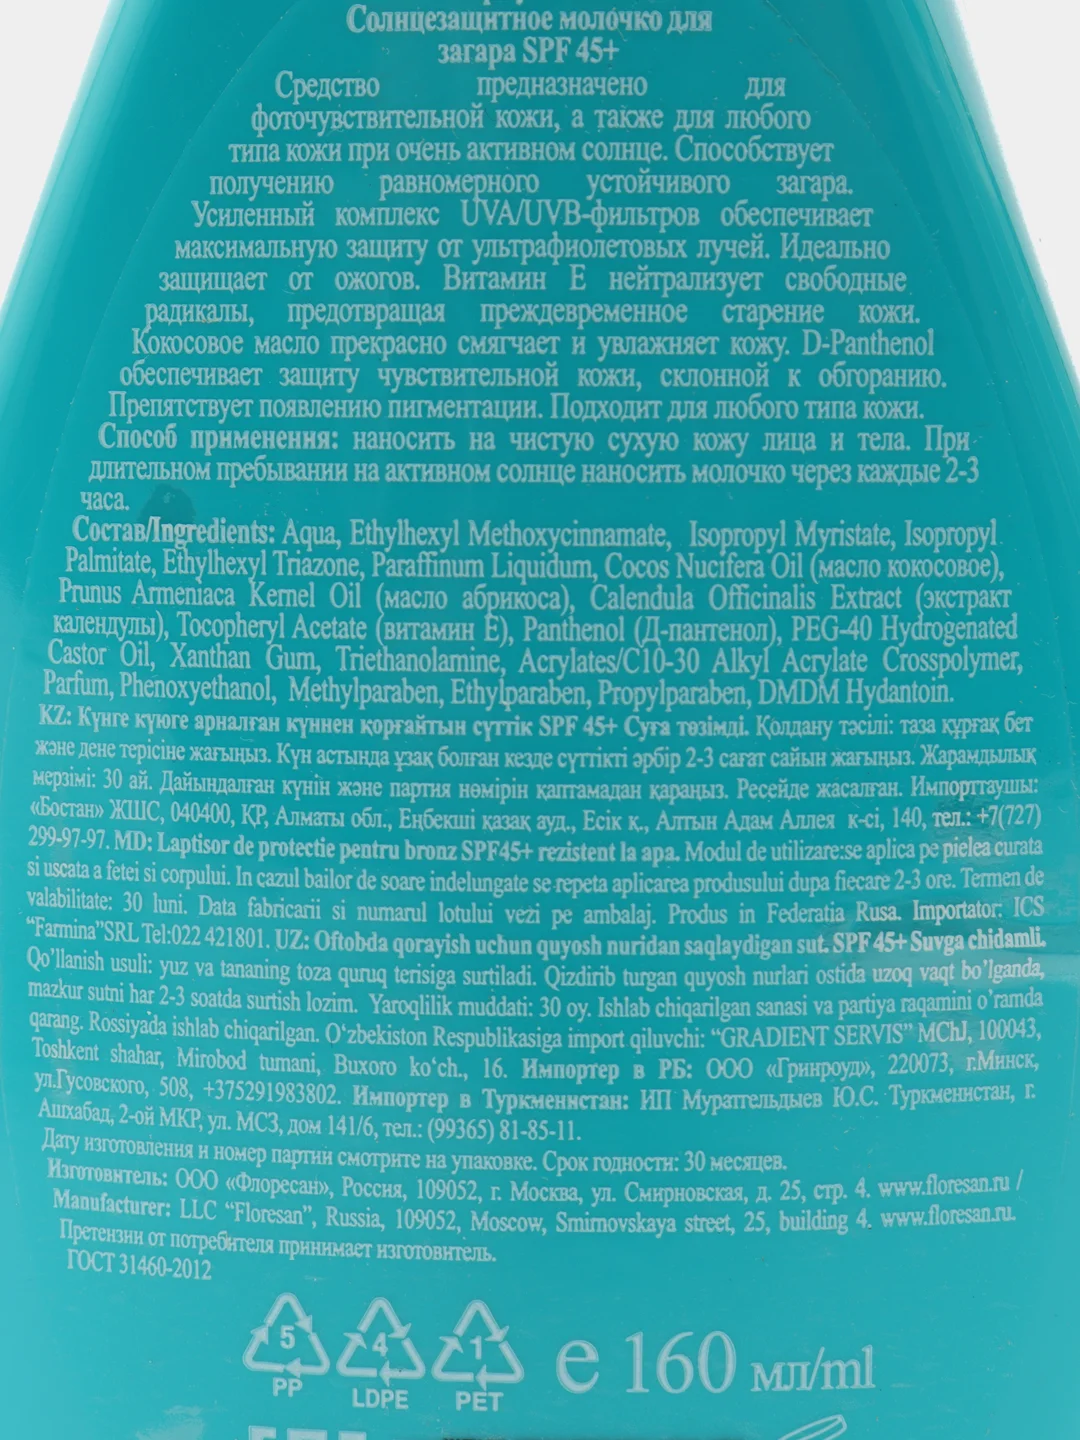 Солнцезащитное молочко для
загара SPF 45+
Средство предназначено для
фоточувствительной кожи, а также для любого
типа кожи при очень активном солнце. Способствует
получению равномерного устойчивого загара.
Усиленный комплекс UVA/UVB-фильтров обеспечивает
максимальную защиту от ультрафиолетовых лучей. Идеально
защищает от ожогов. Витамин Е нейтрализует свободные
радикалы, предотвращая преждевременное старение кожи.
Кокосовое масло прекрасно смягчает и увлажняет кожу. D-Panthenol
обеспечивает защиту чувствительной кожи, склонной к обгоранию.
Препятствует появлению пигментации. Подходит для любого типа кожи.
Способ применения: наносить на чистую сухую кожу лица и тела. При
длительном пребывании на активном солнце наносить молочко через каждые 2-3
часа.
Состав/Ingredients: Aqua, Ethylhexyl Methoxycinnamate, Isopropyl Myristate, Isopropyl
Palmitate, Ethylhexyl Triazone, Paraffinum Liquidum, Cocos Nucifera Oil (масло кокосовое),
Prunus Armeniaca Kernel Oil (масло абрикоса), Calendula Officinalis Extract (экстракт
календулы), Tocopheryl Acetate (витамин Е), Panthenol (Д-пантенол), PEG-40 Hydrogenated
Castor Oil, Xanthan Gum, Triethanolamine, Acrylates/C10-30 Alkyl Acrylate Crosspolymer,
Parfum, Phenoxyethanol, Methylparaben, Ethylparaben, Propylparaben, DMDM Hydantoin.
KZ: Күнге күюге арналған күннен қорғайтын сүттік SPF 45+ Суға төзімді. Қолдану тәсілі: таза құрғақ бет
және дене терісіне жағыңыз. Күн астында ұзақ болған кезде сүттікті әрбір 2-3 сағат сайын жағыңыз. Жарамдылық
мерзімі: 30 ай. Дайындалған күнін және партия нөмірін қаптамадан қараңыз. Ресейде жасалған. Импорттаушы:
«Бостан» ЖШС, 040400, ҚР, Алматы обл., Еңбекші қазақ ауд., Есік қ., Алтын Адам Аллея к-сі, 140, тел.: +7(727)
299-97-97. MD: Laptisor de protectie pentru bronz SPF45+ rezistent la apa. Modul de utilizare:se aplica pe pielea curata
si uscata a fetei si corpului. In cazul bailor de soare indelungate se repeta aplicarea produsului dupa fiecare 2-3 ore. Termen de
valabilitate: 30 luni. Data fabricarii si numarul lotului vezi pe ambalaj. Produs in Federatia Rusa. Importator: ICS
“Farmina”SRL Tel:022 421801. UZ: Oftobda qorayish uchun quyosh nuridan saqlaydigan sut. SPF 45+ Suvga chidamli.
Qo’llanish usuli: yuz va tananing toza quruq terisiga surtiladi. Qizdirib turgan quyosh nurlari ostida uzoq vaqt bo’lganda,
mazkur sutni har 2-3 soatda surtish lozim. Yaroqlilik muddati: 30 oy. Ishlab chiqarilgan sanasi va partiya raqamini o’ramda
qarang. Rossiyada ishlab chiqarilgan. O‘zbekiston Respublikasiga import qiluvchi: “GRADIENT SERVIS” MChJ, 100043,
Toshkent shahar, Mirobod tumani, Buxoro ko‘ch., 16. Импортер в РБ: ООО «Гринроуд», 220073, г.Минск,
ул.Гусовского, 508, +375291983802. Импортер в Туркменистан: ИП Мураттельдыев Ю.С. Туркменистан, г.
Ашхабад, 2-ой МКР, ул. МСЗ, дом 141/6, тел.: (99365) 81-85-11.
Дату изготовления и номер партии смотрите на упаковке. Срок годности: 30 месяцев.
Изготовитель: ООО «Флоресан», Россия, 109052, г. Москва, ул. Смирновская, д. 25, стр. 4. www.floresan.ru /
Manufacturer: LLC “Floresan”, Russia, 109052, Moscow, Smirnovskaya street, 25, building 4. www.floresan.ru.
Претензии от потребителя принимает изготовитель.
ГОСТ 31460-2012
5 4 1
PP LDPE PET
e 160 мл/ml